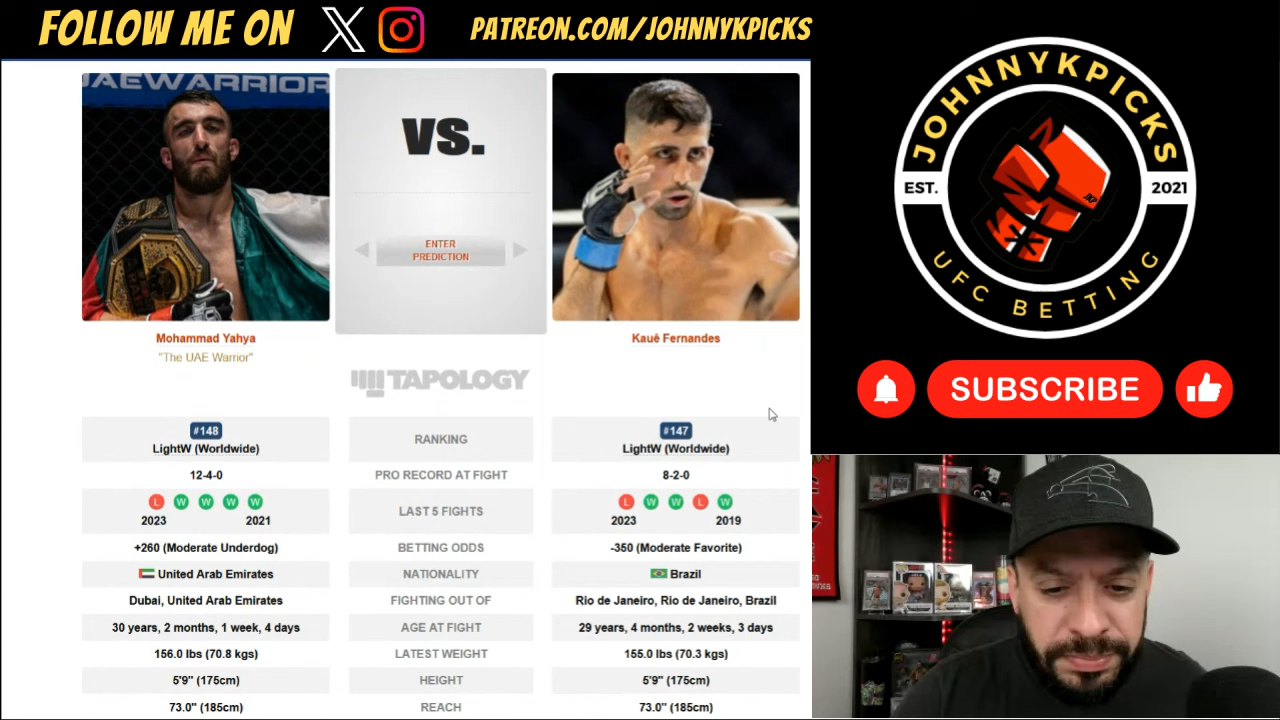 FOLLOW ME ON
PATREON.COM/JOHNNYKPICKS
UAEWARRIOR
VS.
ENTER
PREDICTION
Mohammad Yahya
"The UAE Warrior"
Kauê Fernandes
TAPOLOGY
#148
LightW (Worldwide)
RANKING
#147
LightW (Worldwide)
12-4-0
PRO RECORD AT FIGHT
8-2-0
L W W W W
2023 2021
LAST 5 FIGHTS
L W W L W
2023 2019
+260 (Moderate Underdog)
BETTING ODDS
-350 (Moderate Favorite)
United Arab Emirates
NATIONALITY
Brazil
Dubai, United Arab Emirates
FIGHTING OUT OF
Rio de Janeiro, Rio de Janeiro, Brazil
30 years, 2 months, 1 week, 4 days
AGE AT FIGHT
29 years, 4 months, 2 weeks, 3 days
156.0 lbs (70.8 kgs)
LATEST WEIGHT
155.0 lbs (70.3 kgs)
5'9" (175cm)
HEIGHT
5'9" (175cm)
73.0" (185cm)
REACH
73.0" (185cm)
JOHNNYKPICKS
EST.
2021
JKP
UFC BETTING
SUBSCRIBE